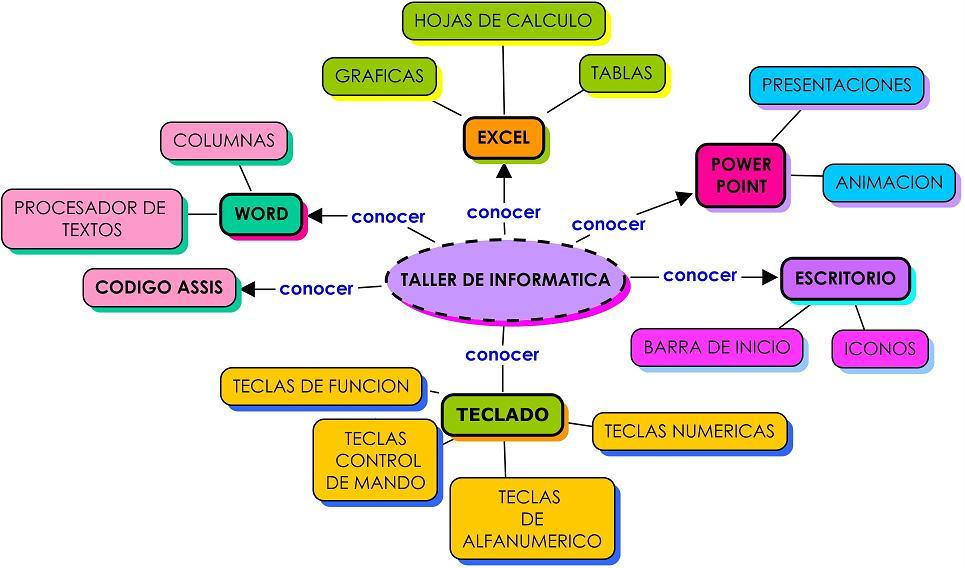 HOJAS DE CALCULO
GRAFICAS
TABLAS
EXCEL
PRESENTACIONES
POWER
POINT
ANIMACION
COLUMNAS
PROCESADOR DE
TEXTOS
WORD
conocer
conocer
conocer
CODIGO ASSIS
conocer
TALLER DE INFORMATICA
conocer
ESCRITORIO
BARRA DE INICIO
ICONOS
conocer
TECLAS DE FUNCION
TECLADO
TECLAS NUMERICAS
TECLAS
CONTROL
DE MANDO
TECLAS
DE
ALFANUMERICO